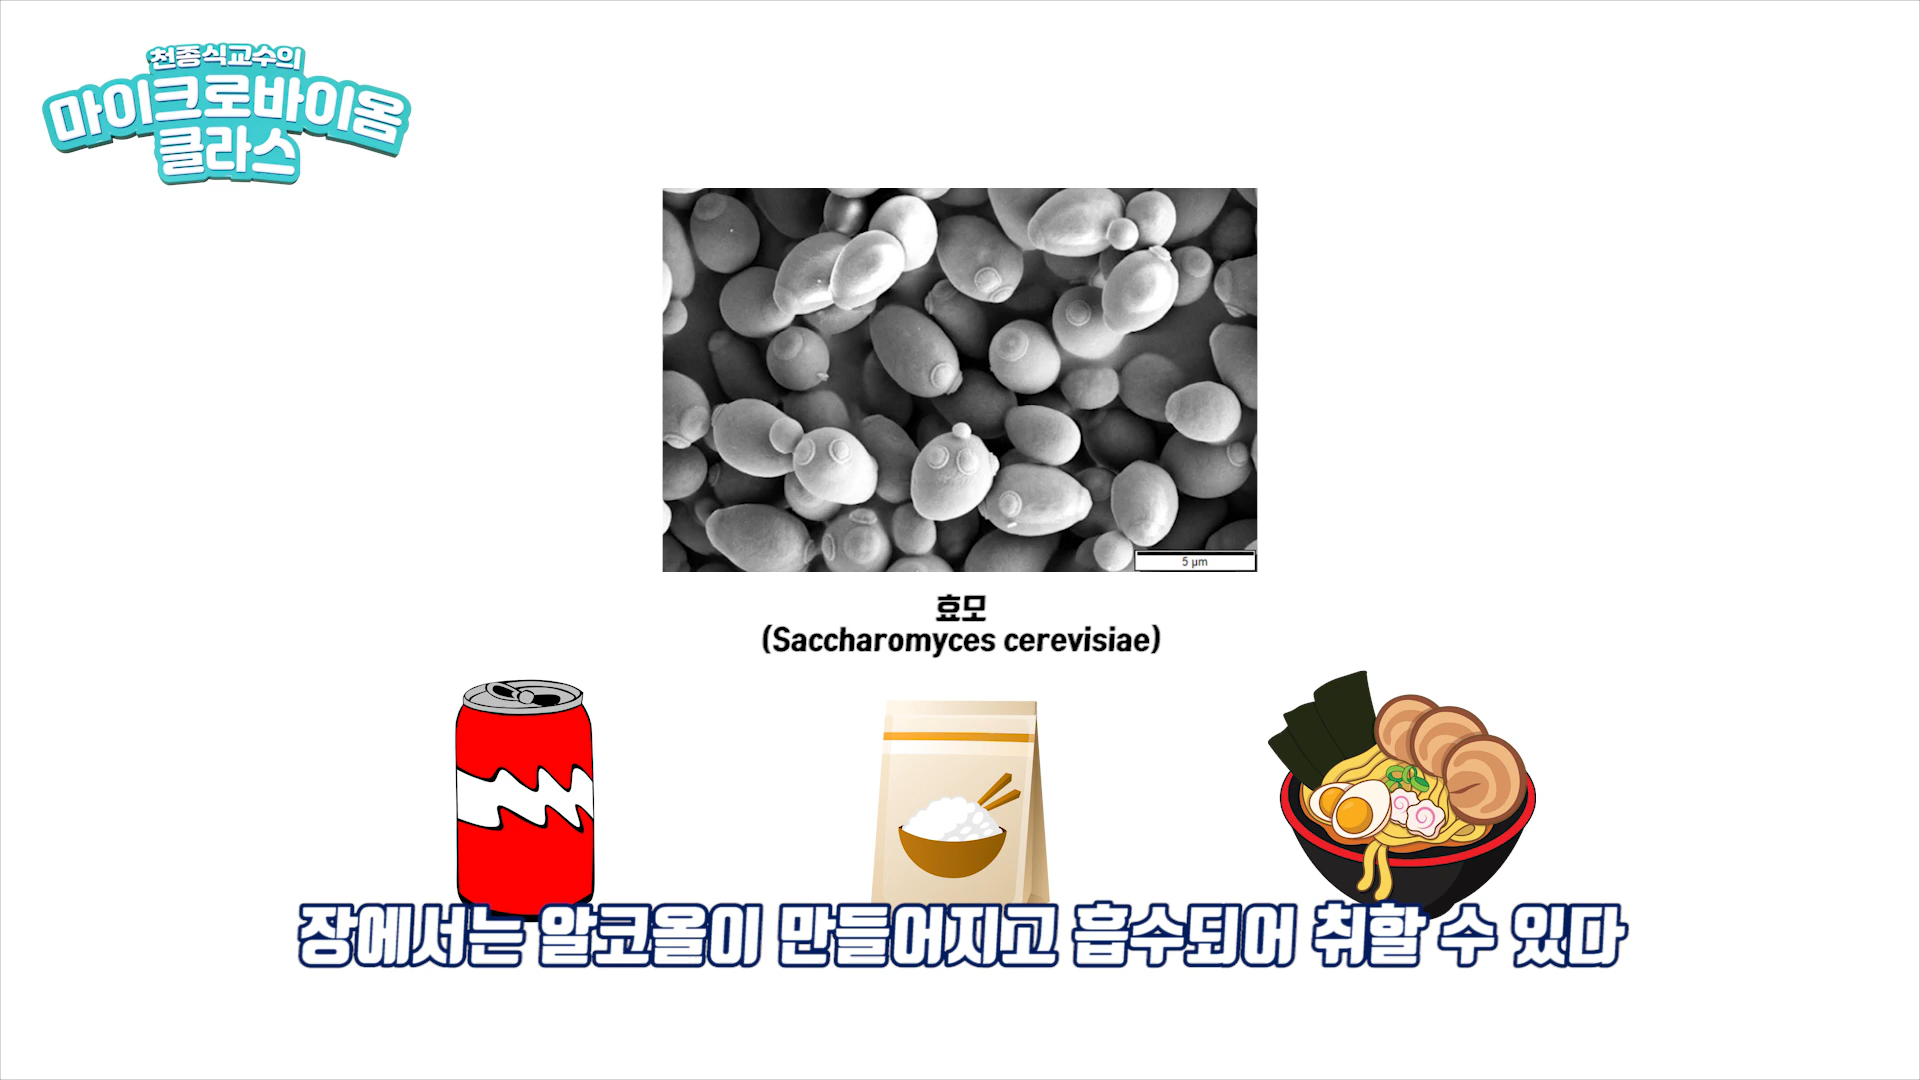 천종식교수의
마이크로바이옴
클라스
5 µm
효모
(Saccharomyces cerevisiae)
장에서는 알코올이 만들어지고 흡수되어 취할 수 있다